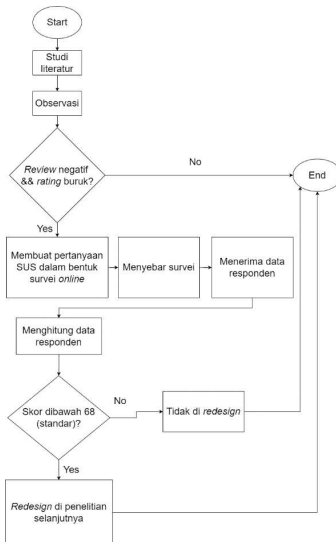 Start
Studi
literatur
Observasi
Review negatif
&& rating buruk?
No
End
Yes
Membuat pertanyaan
SUS dalam bentuk
survei online
Menyebar survei
Menerima data
responden
Menghitung data
responden
Skor dibawah 68
(standar)?
No
Tidak di redesign
Yes
Redesign di penelitian
selanjutnya